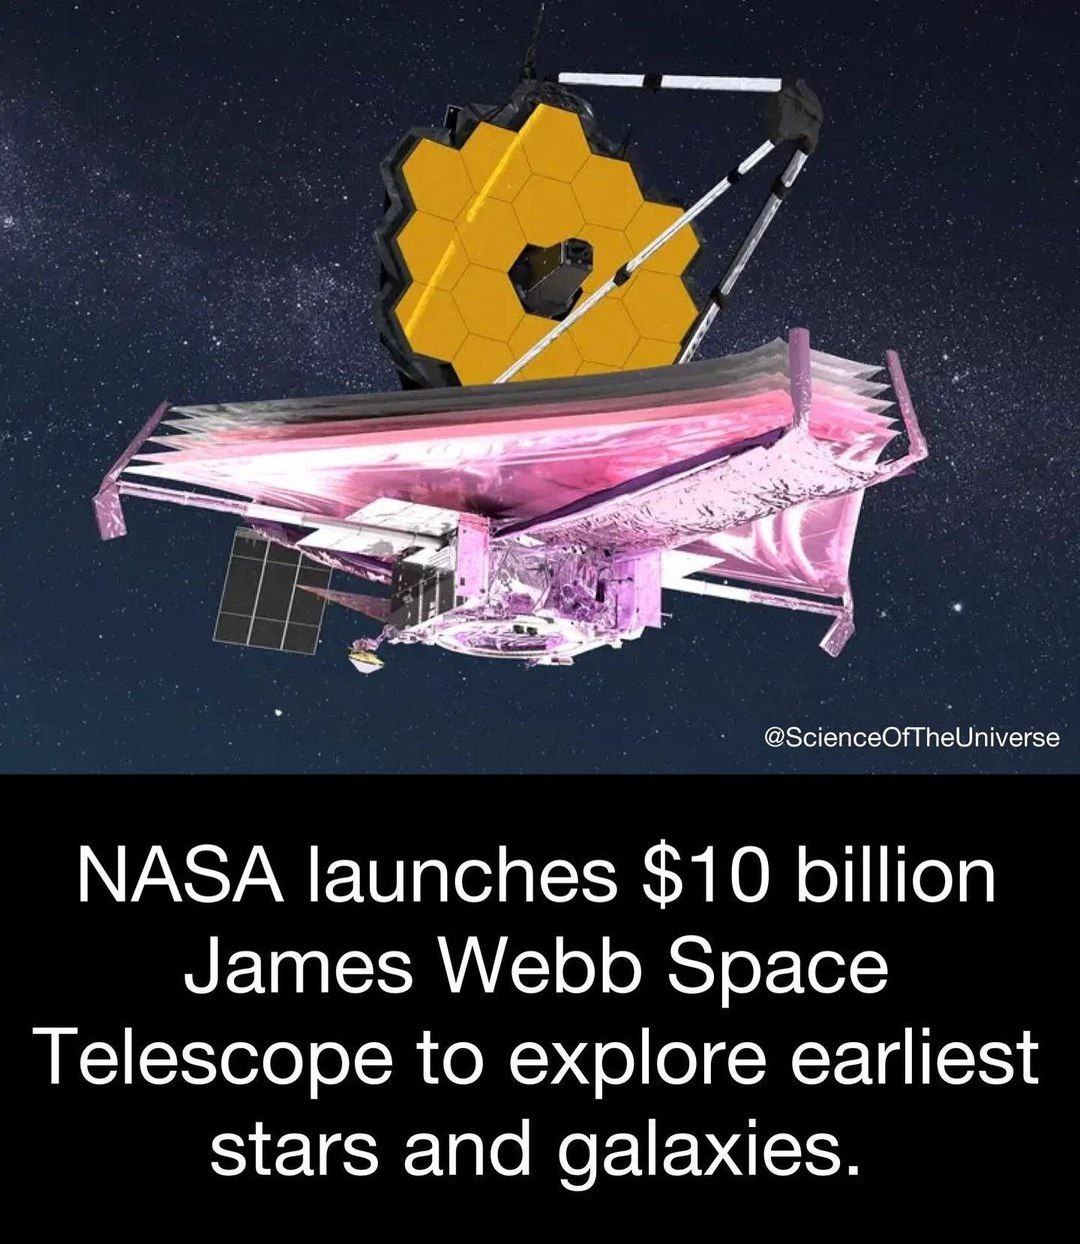 @ScienceOfTheUniverse
NASA launches $10 billion
James Webb Space
Telescope to explore earliest
stars and galaxies.